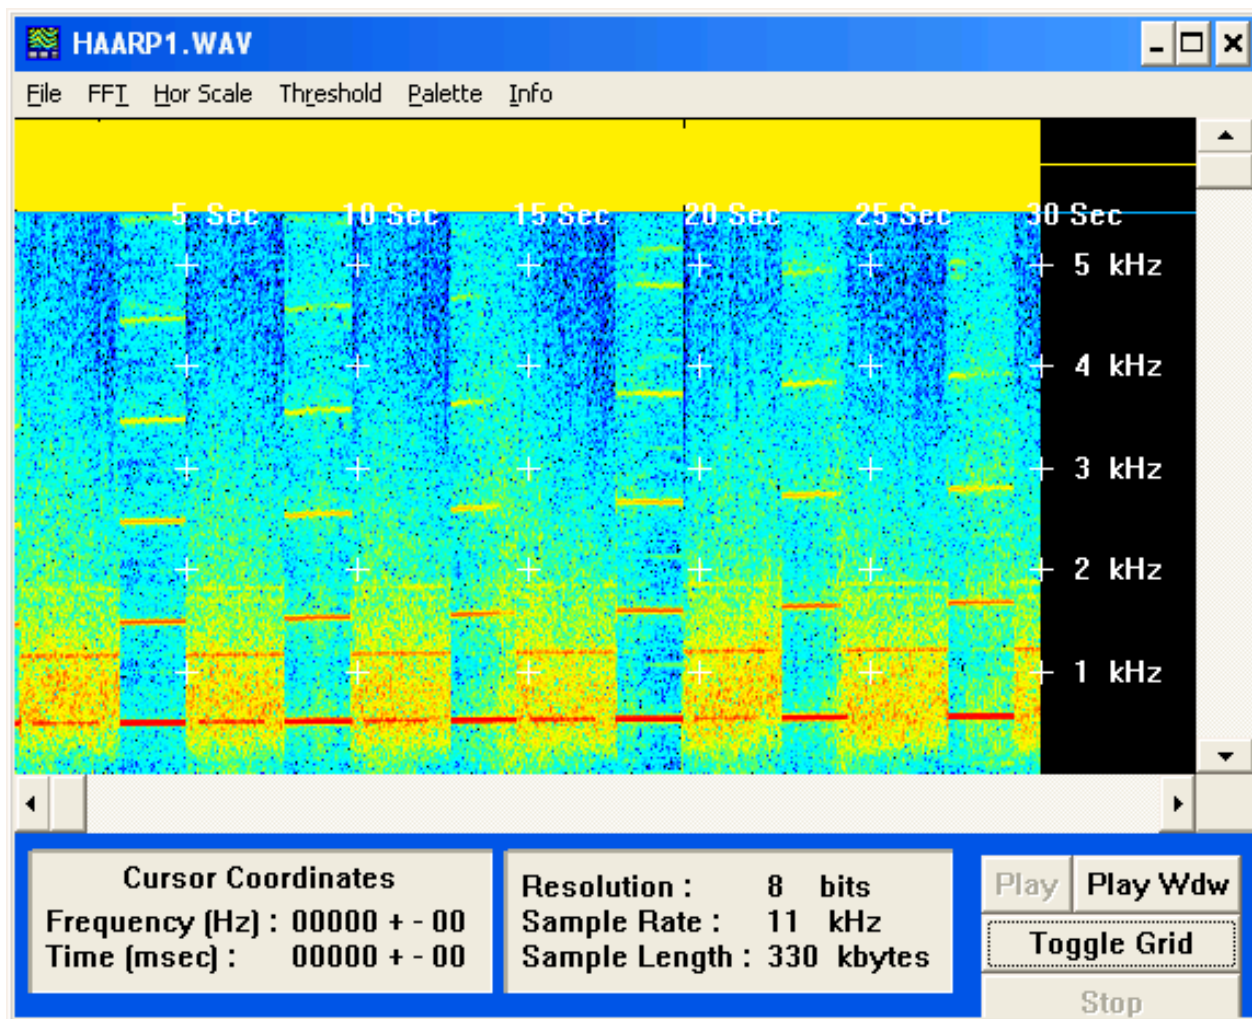 HAARP1.WAV
File FFT Hor Scale Threshold Palette Info
5 Sec 10 Sec 15 Sec 20 Sec 25 Sec 30 Sec
5 kHz
4 kHz
3 kHz
2 kHz
1 kHz
Cursor Coordinates
Frequency (Hz) : 00000 + - 00
Time (msec) : 00000 + - 00
Resolution : 8 bits
Sample Rate : 11 kHz
Sample Length : 330 kbytes
Play Play Wdw
Toggle Grid
Stop